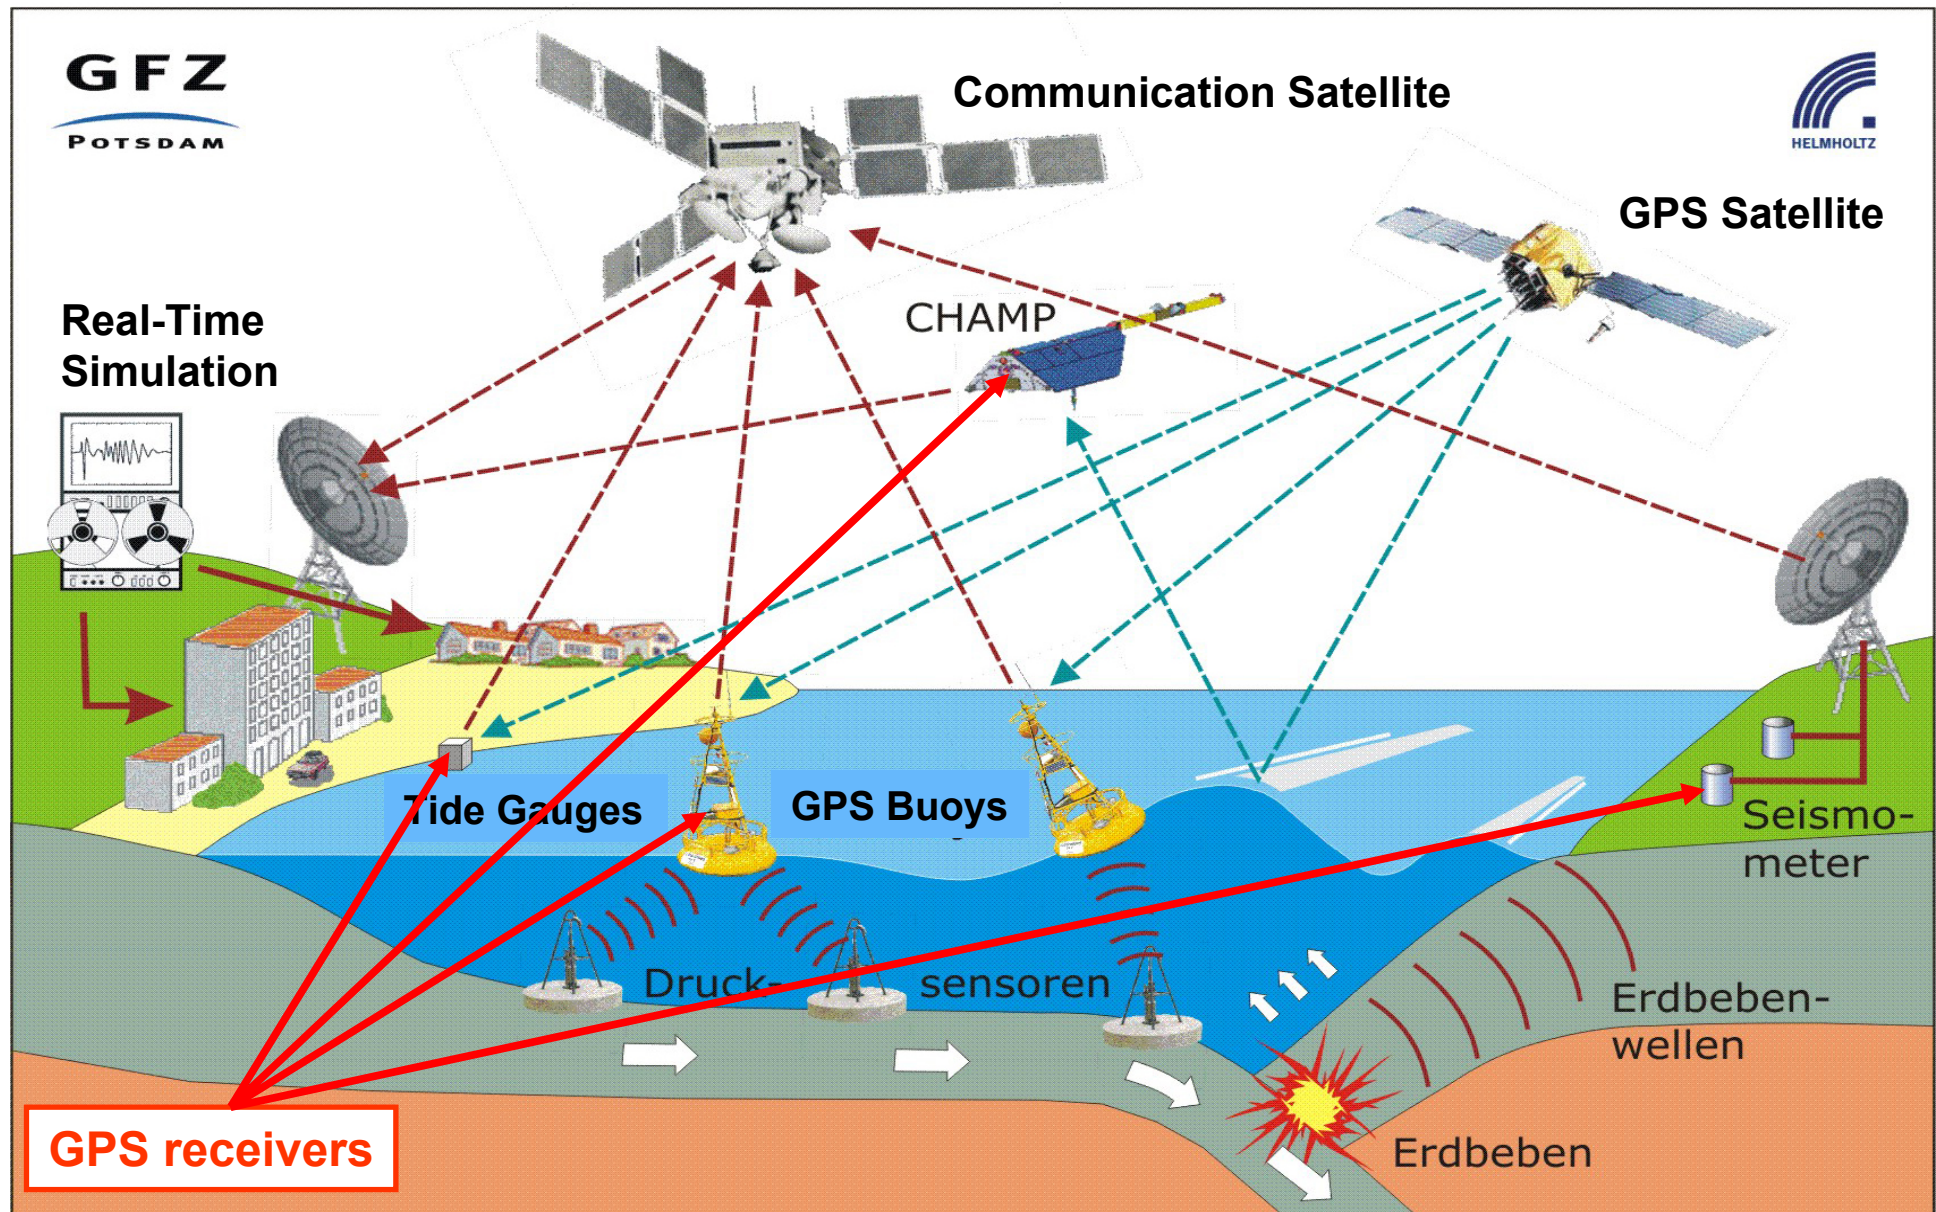 GFZ
POTSDAM
Communication Satellite
HELMHOLTZ
GPS Satellite
CHAMP
Real-Time
Simulation
Tide Gauges
GPS Buoys
Seismo-
meter
Druck-
sensoren
Erdbeben-
wellen
GPS receivers
Erdbeben